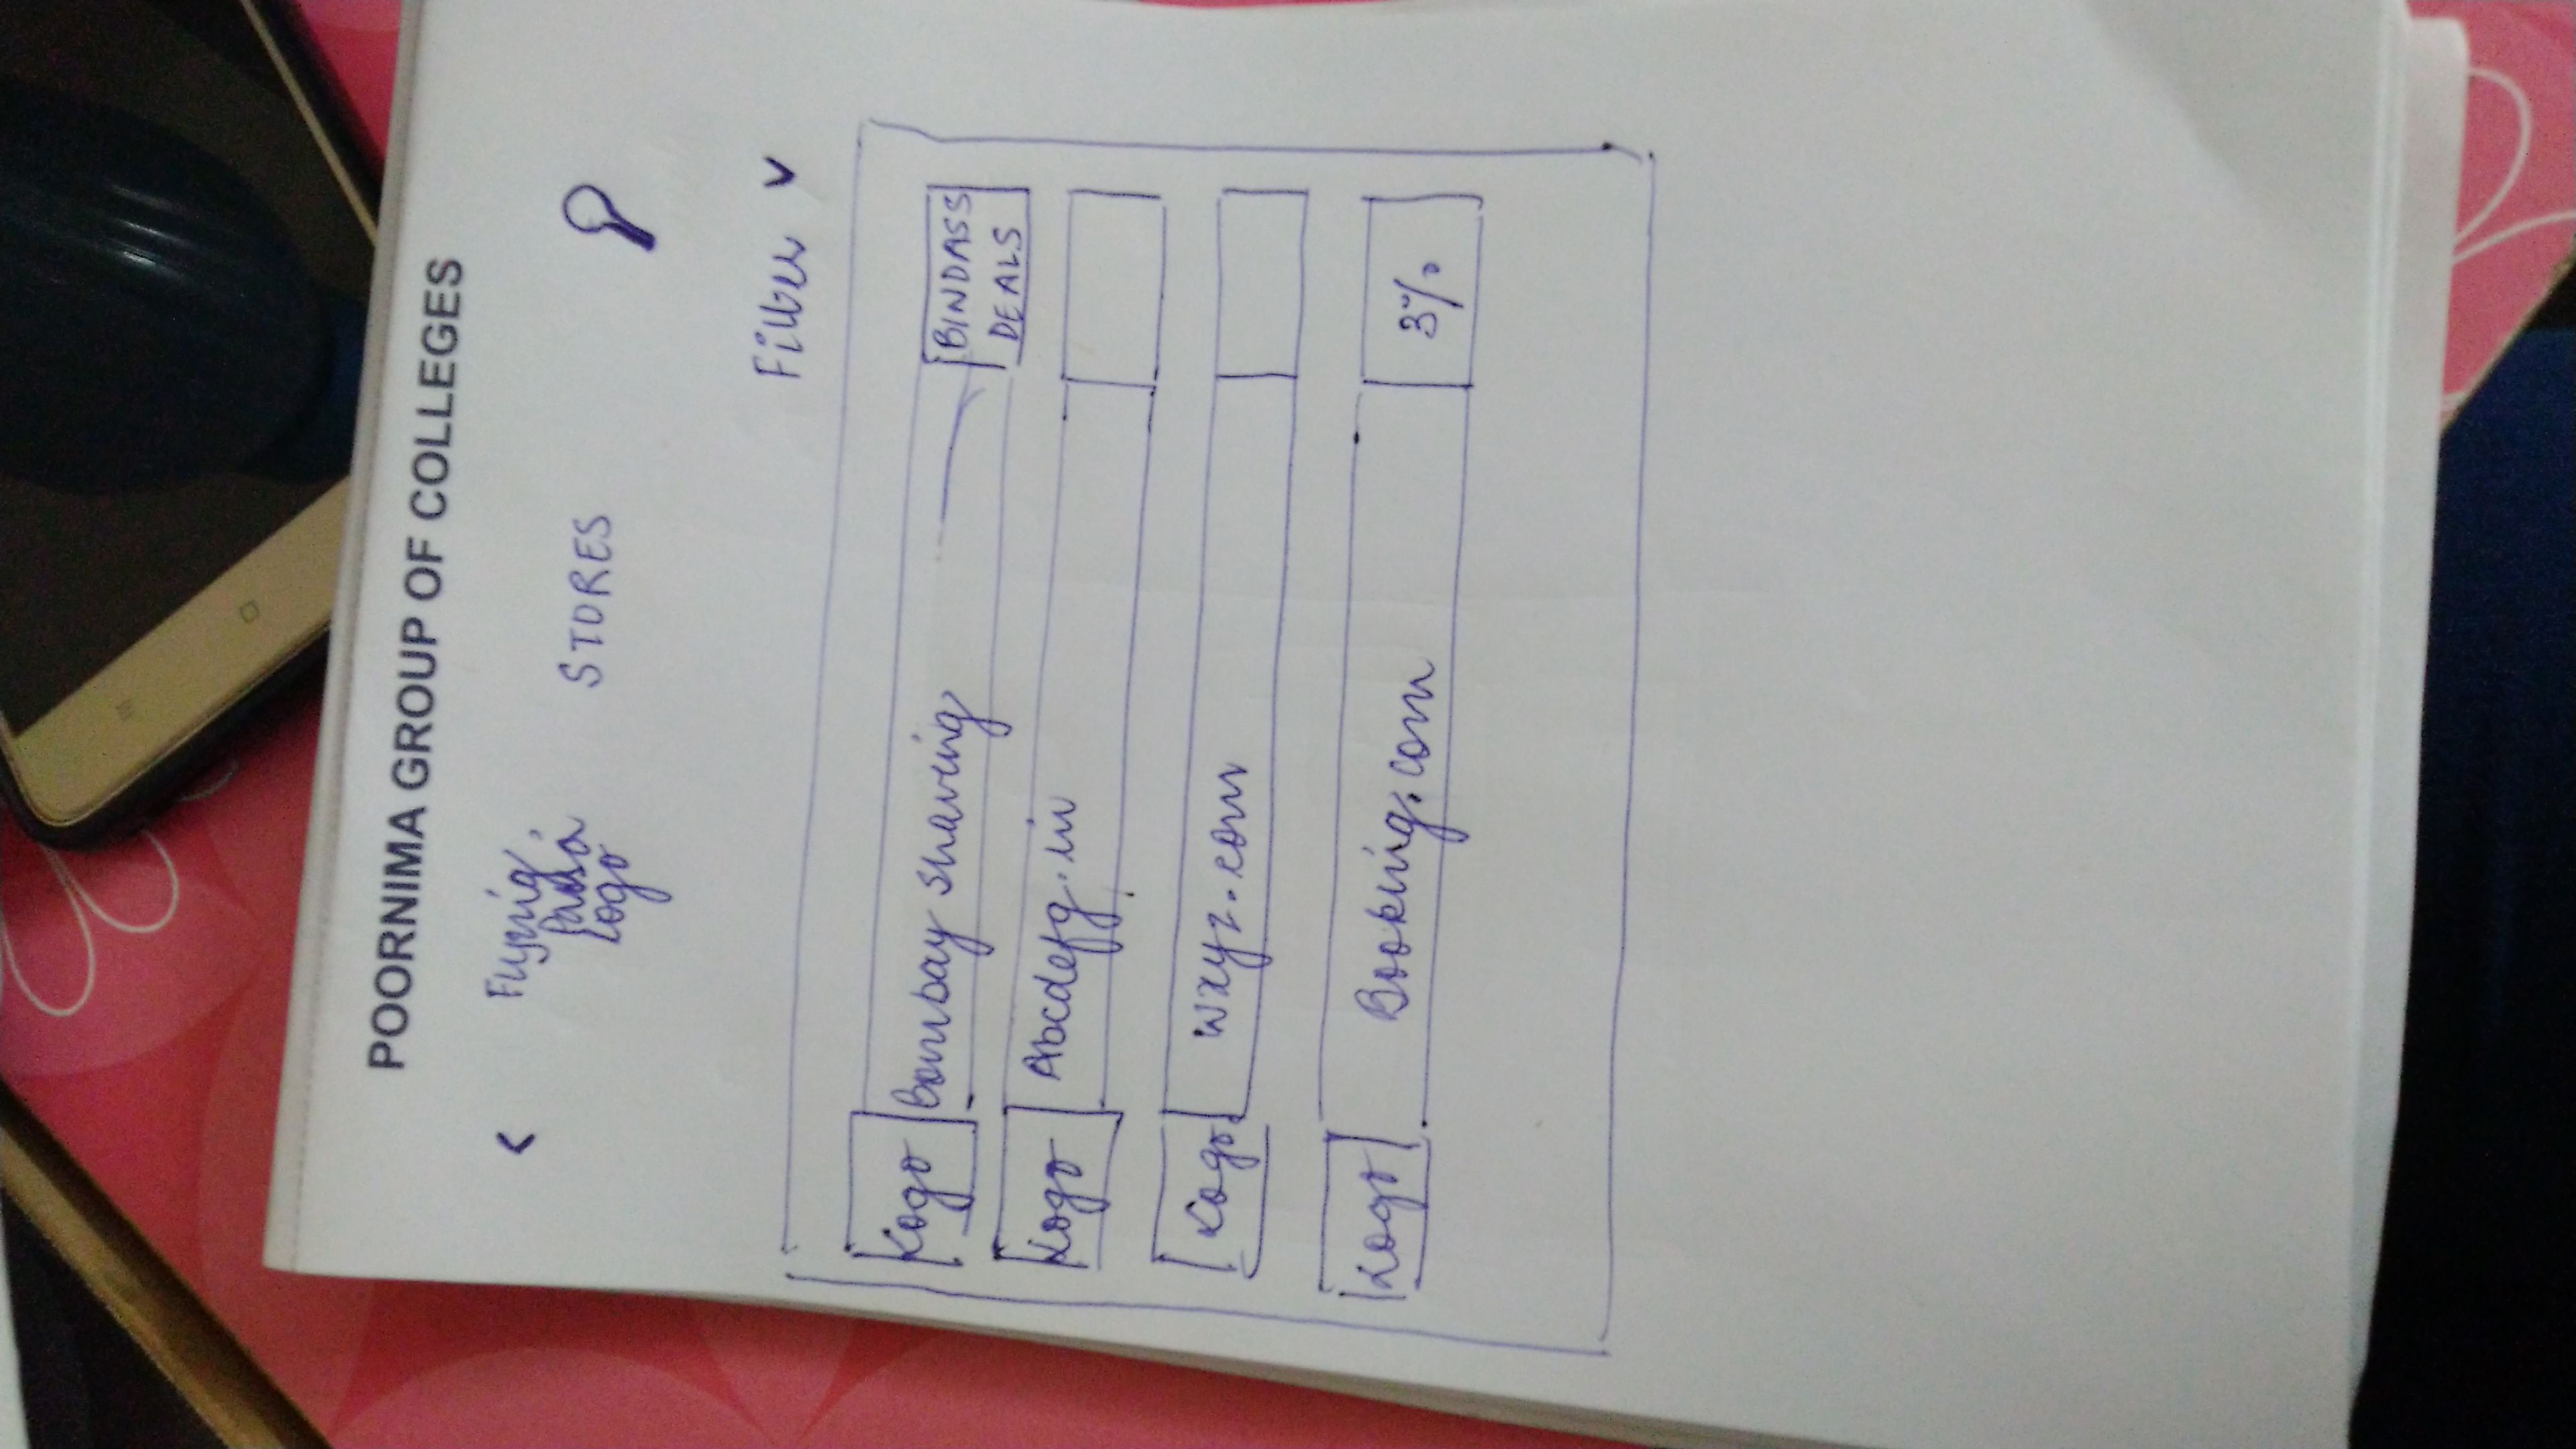 POORNIMA GROUP OF COLLEGES
<
Flying
Paisa
Logo
STORES
Filter v
Logo Bombay shaving BINDASS
DEALS
Logo Abcdefg.in
Logo wxyz.com
Logo Booking.com 3%